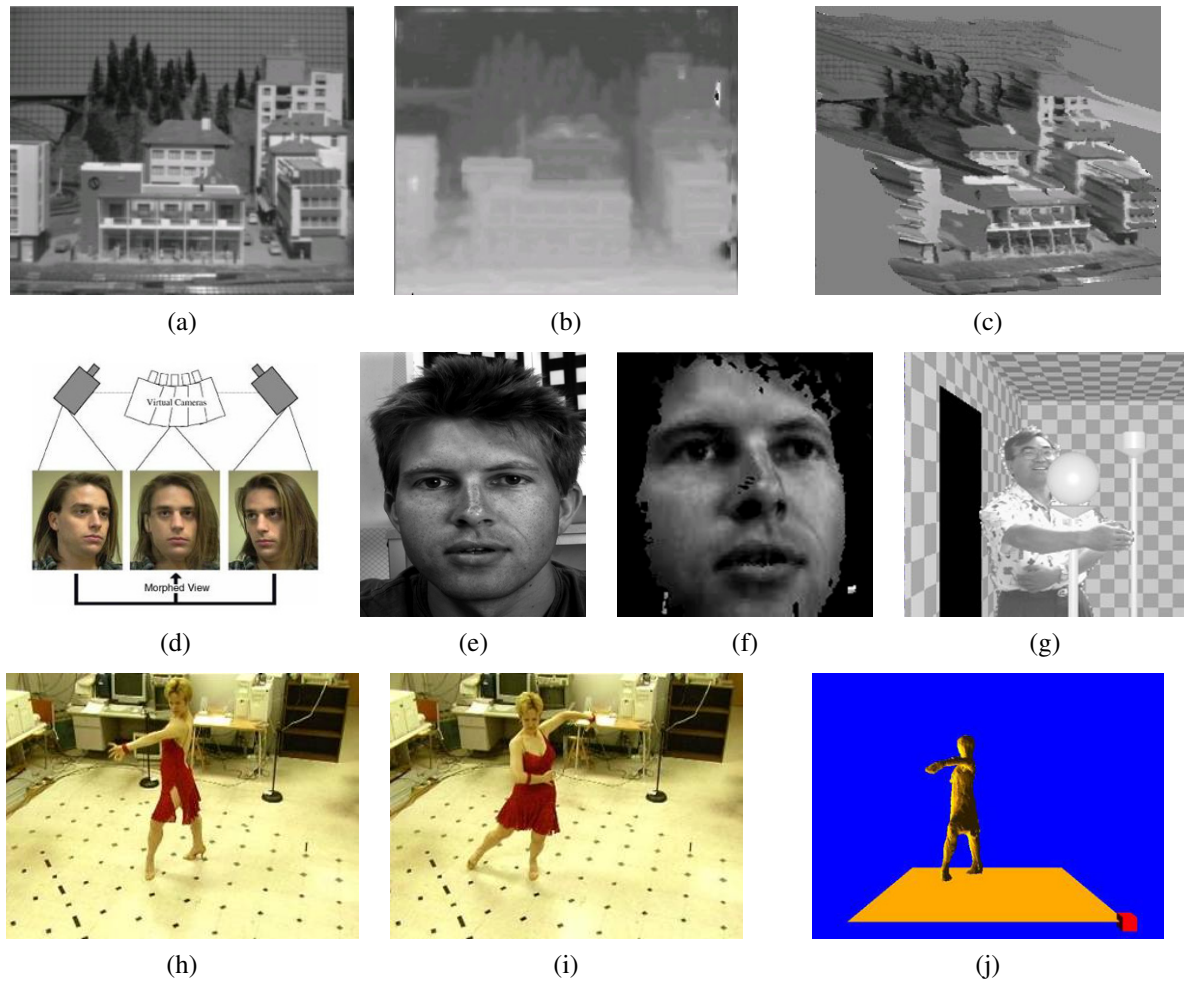 (a)
(b)
(c)
Virtual Cameras
Morphed View
(d)
(e)
(f)
(g)
(h)
(i)
(j)